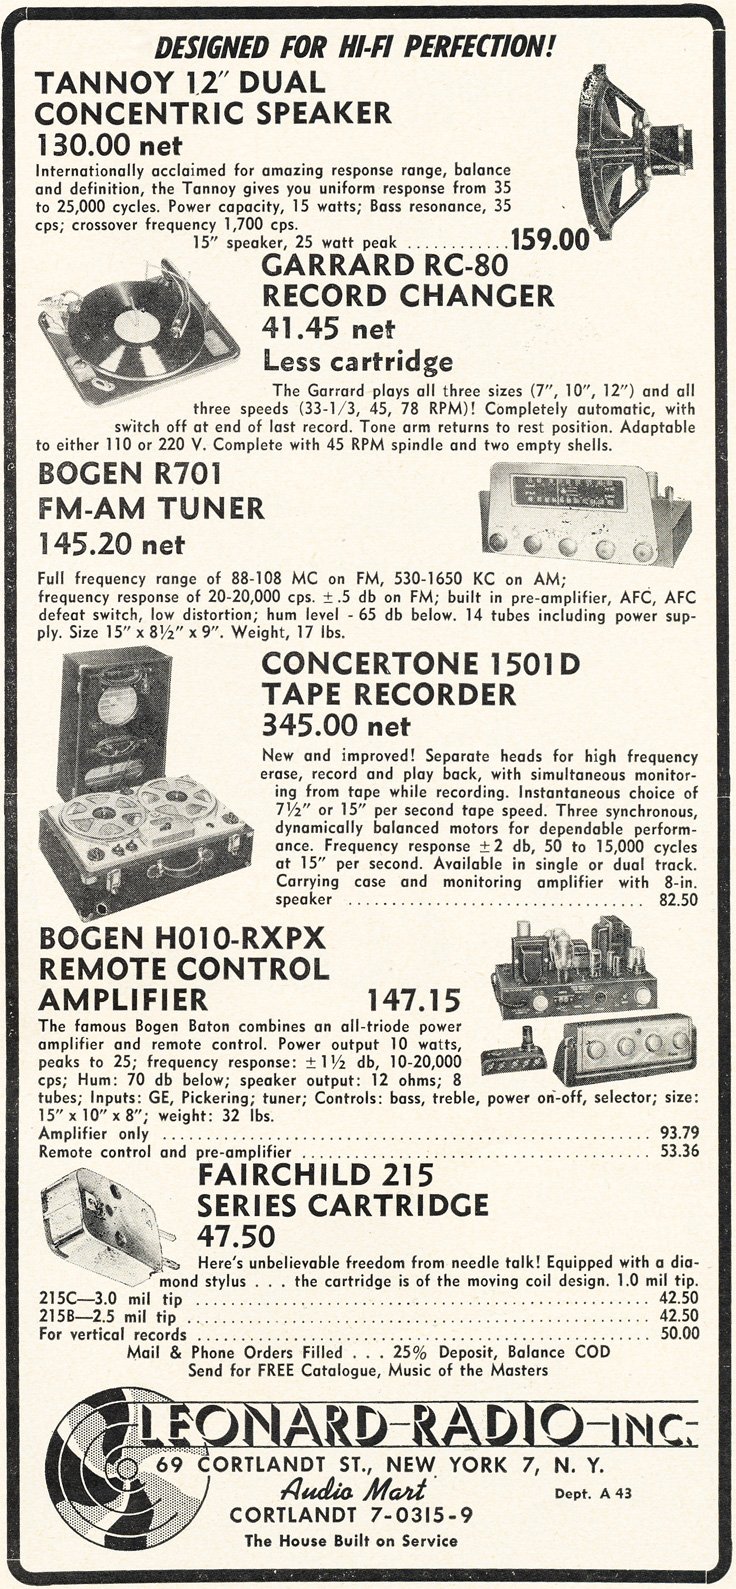 DESIGNED FOR HI-FI PERFECTION!
TANNOY 12" DUAL
CONCENTRIC SPEAKER
130.00 net
Internationally acclaimed for amazing response range, balance
and definition, the Tannoy gives you uniform response from 35
to 25,000 cycles. Power capacity, 15 watts; Bass resonance, 35
cps; crossover frequency 1,700 cps.
15" speaker, 25 watt peak ............ 159.00
GARRARD RC-80
RECORD CHANGER
41.45 net
Less cartridge
The Garrard plays all three sizes (7", 10", 12") and all
three speeds (33-1/3, 45, 78 RPM)! Completely automatic, with
switch off at end of last record. Tone arm returns to rest position. Adaptable
to either 110 or 220 V. Complete with 45 RPM spindle and two empty shells.
BOGEN R701
FM-AM TUNER
145.20 net
Full frequency range of 88-108 MC on FM, 530-1650 KC on AM;
frequency response of 20-20,000 cps. ± .5 db on FM; built in pre-amplifier, AFC, AFC
defeat switch, low distortion; hum level - 65 db below. 14 tubes including power sup-
ply. Size 15" x 8½" x 9". Weight, 17 lbs.
CONCERTONE 1501D
TAPE RECORDER
345.00 net
New and improved! Separate heads for high frequency
erase, record and play back, with simultaneous monitor-
ing from tape while recording. Instantaneous choice of
7½" or 15" per second tape speed. Three synchronous,
dynamically balanced motors for dependable perform-
ance. Frequency response ±2 db, 50 to 15,000 cycles
at 15" per second. Available in single or dual track.
Carrying case and monitoring amplifier with 8-in.
speaker .................................. 82.50
BOGEN H010-RXPX
REMOTE CONTROL
AMPLIFIER 147.15
The famous Bogen Baton combines an all-triode power
amplifier and remote control. Power output 10 watts,
peaks to 25; frequency response: ±1½ db, 10-20,000
cps; Hum: 70 db below; speaker output: 12 ohms; 8
tubes; Inputs: GE, Pickering; tuner; Controls: bass, treble, power on-off, selector; size:
15" x 10" x 8"; weight: 32 lbs.
Amplifier only .......................................................... 93.79
Remote control and pre-amplifier ........................................ 53.36
FAIRCHILD 215
SERIES CARTRIDGE
47.50
Here's unbelievable freedom from needle talk! Equipped with a dia-
mond stylus . . . the cartridge is of the moving coil design. 1.0 mil tip.
215C—3.0 mil tip ..................................................... 42.50
215B—2.5 mil tip ..................................................... 42.50
For vertical records ................................................... 50.00
Mail & Phone Orders Filled . . . 25% Deposit, Balance COD
Send for FREE Catalogue, Music of the Masters
LEONARD-RADIO-INC.
69 CORTLANDT ST., NEW YORK 7, N. Y.
Audio Mart Dept. A 43
CORTLANDT 7-0315-9
The House Built on Service